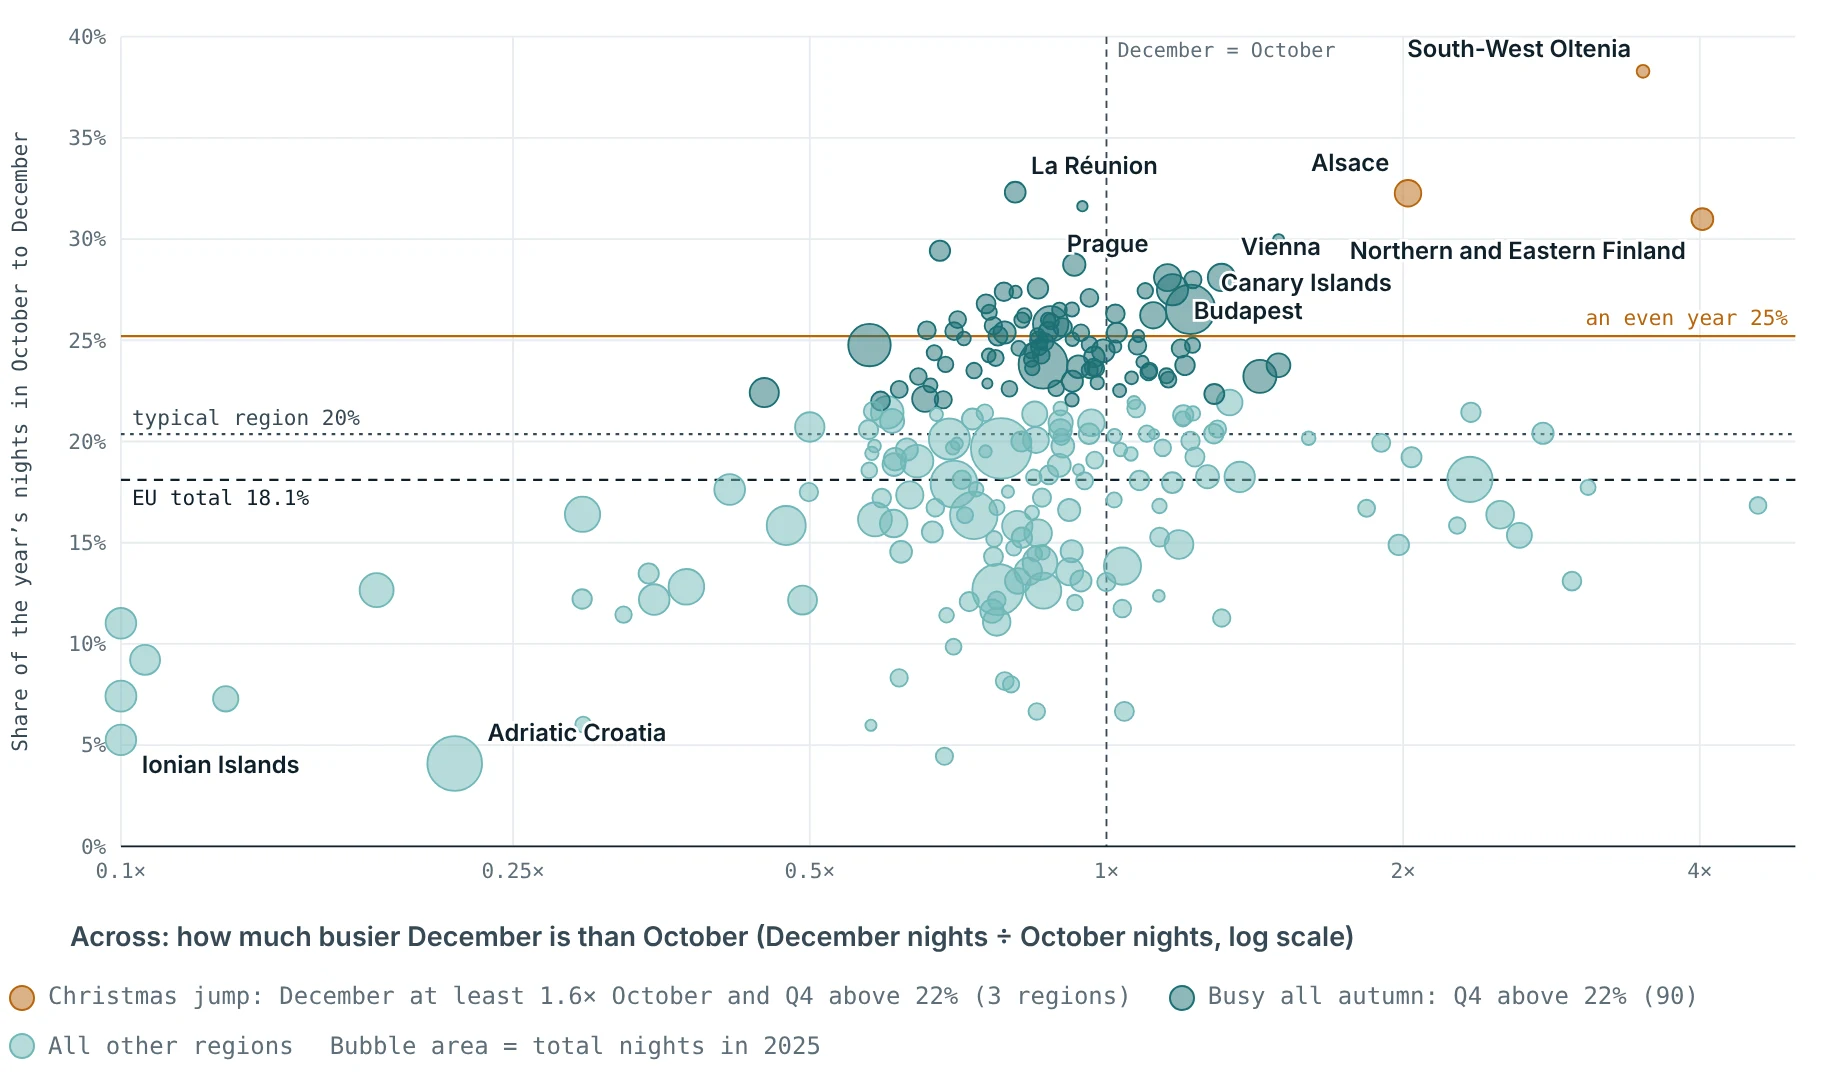 40%
December = October
South-West Oltenia
35%
La Réunion
Alsace
30%
Prague
Vienna
Northern and Eastern Finland
Canary Islands
Budapest
an even year 25%
25%
typical region 20%
20%
EU total 18.1%
15%
10%
Adriatic Croatia
5%
Ionian Islands
0%
Share of the year’s nights in October to December
0.1×
0.25×
0.5×
1×
2×
4×
Across: how much busier December is than October (December nights ÷ October nights, log scale)
Christmas jump: December at least 1.6× October and Q4 above 22% (3 regions)
Busy all autumn: Q4 above 22% (90)
All other regions
Bubble area = total nights in 2025